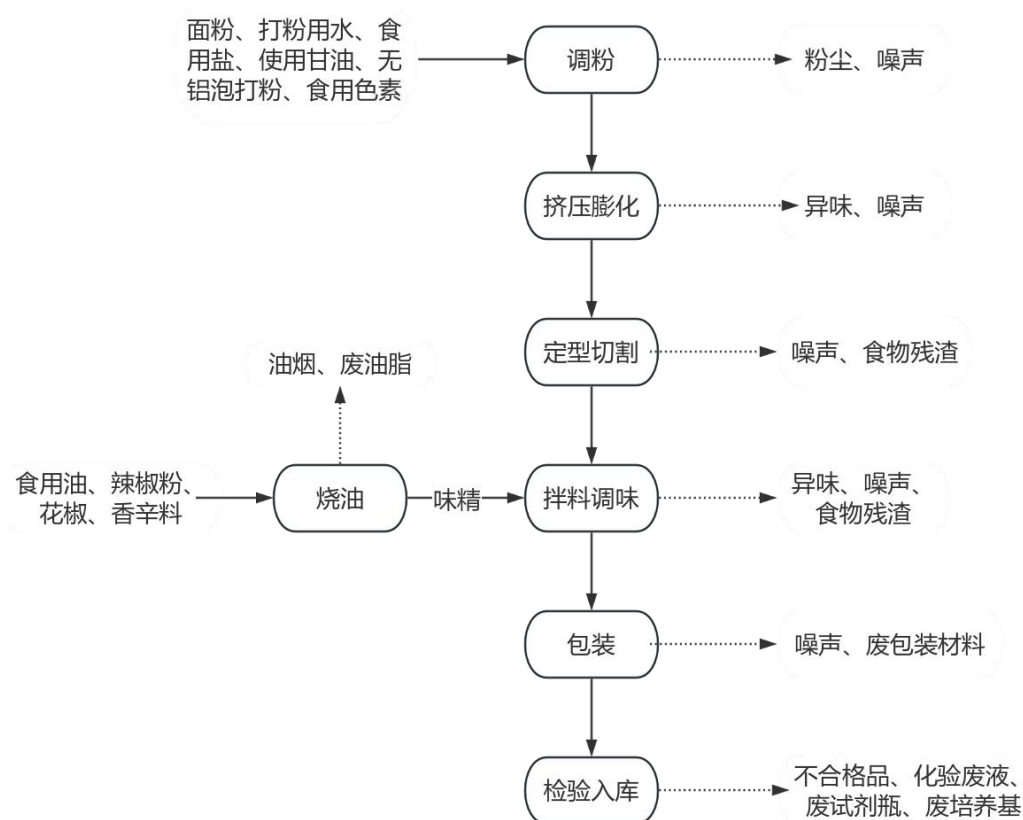 面粉、打粉用水、食
用盐、使用甘油、无
铝泡打粉、食用色素
调粉
粉尘、噪声
挤压膨化
异味、噪声
定型切割
噪声、食物残渣
油烟、废油脂
食用油、辣椒粉、
花椒、香辛料
烧油
味精
拌料调味
异味、噪声、
食物残渣
包装
噪声、废包装材料
检验入库
不合格品、化验废液、
废试剂瓶、废培养基